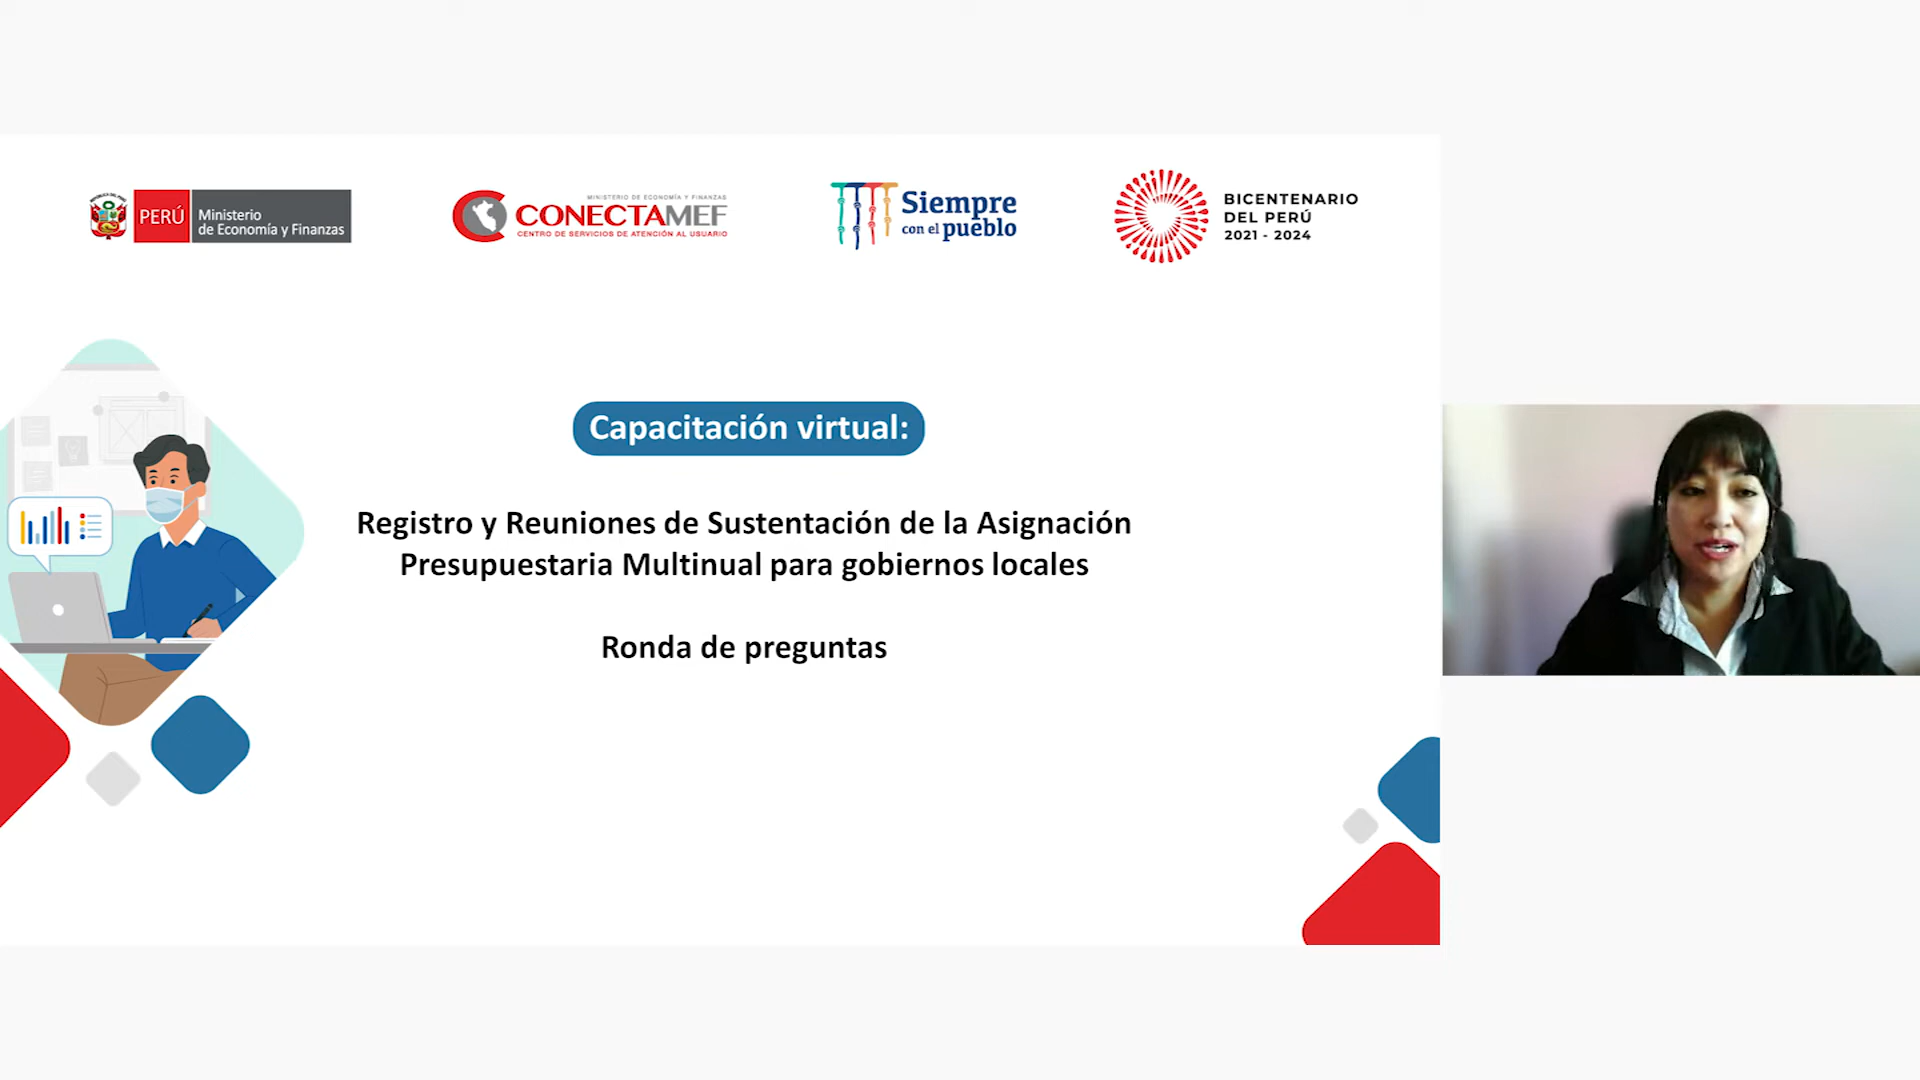 PERÚ
Ministerio
de Economía y Finanzas
MINISTERIO DE ECONOMÍA Y FINANZAS
CONECTAMEF
CENTRO DE SERVICIOS DE ATENCIÓN AL USUARIO
Siempre
con el pueblo
BICENTENARIO
DEL PERÚ
2021 - 2024
Capacitación virtual:
Registro y Reuniones de Sustentación de la Asignación
Presupuestaria Multinual para gobiernos locales
Ronda de preguntas